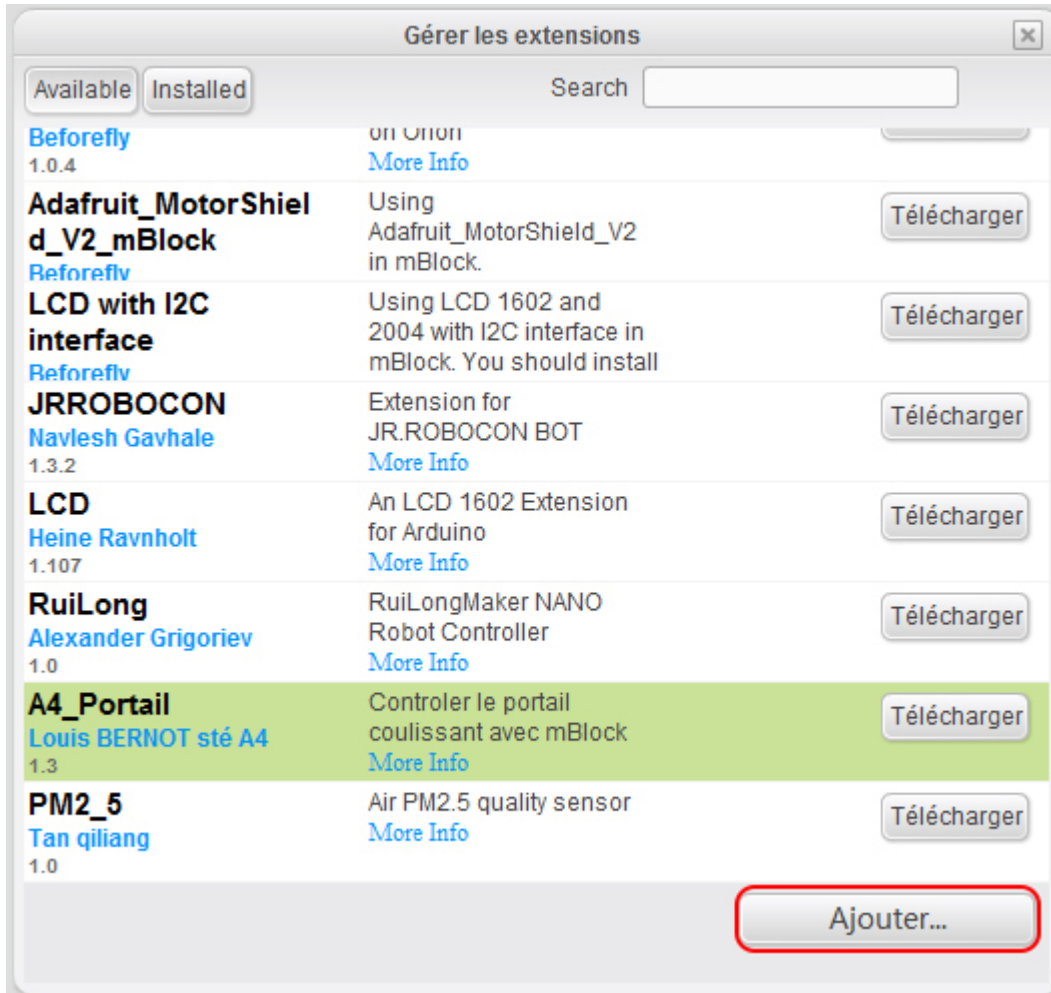 Gérer les extensions
Available Installed Search
Beforefly
1.0.4
on Orion
More Info
Adafruit_MotorShiel
d_V2_mBlock
Beforefly
Using
Adafruit_MotorShield_V2
in mBlock.
Télécharger
LCD with I2C
interface
Beforefly
Using LCD 1602 and
2004 with I2C interface in
mBlock. You should install
Télécharger
JRROBOCON
Navlesh Gavhale
1.3.2
Extension for
JR.ROBOCON BOT
More Info
Télécharger
LCD
Heine Ravnholt
1.107
An LCD 1602 Extension
for Arduino
More Info
Télécharger
RuiLong
Alexander Grigoriev
1.0
RuiLongMaker NANO
Robot Controller
More Info
Télécharger
A4_Portail
Louis BERNOT sté A4
1.3
Controler le portail
coulissant avec mBlock
More Info
Télécharger
PM2_5
Tan qiliang
1.0
Air PM2.5 quality sensor
More Info
Télécharger
Ajouter...